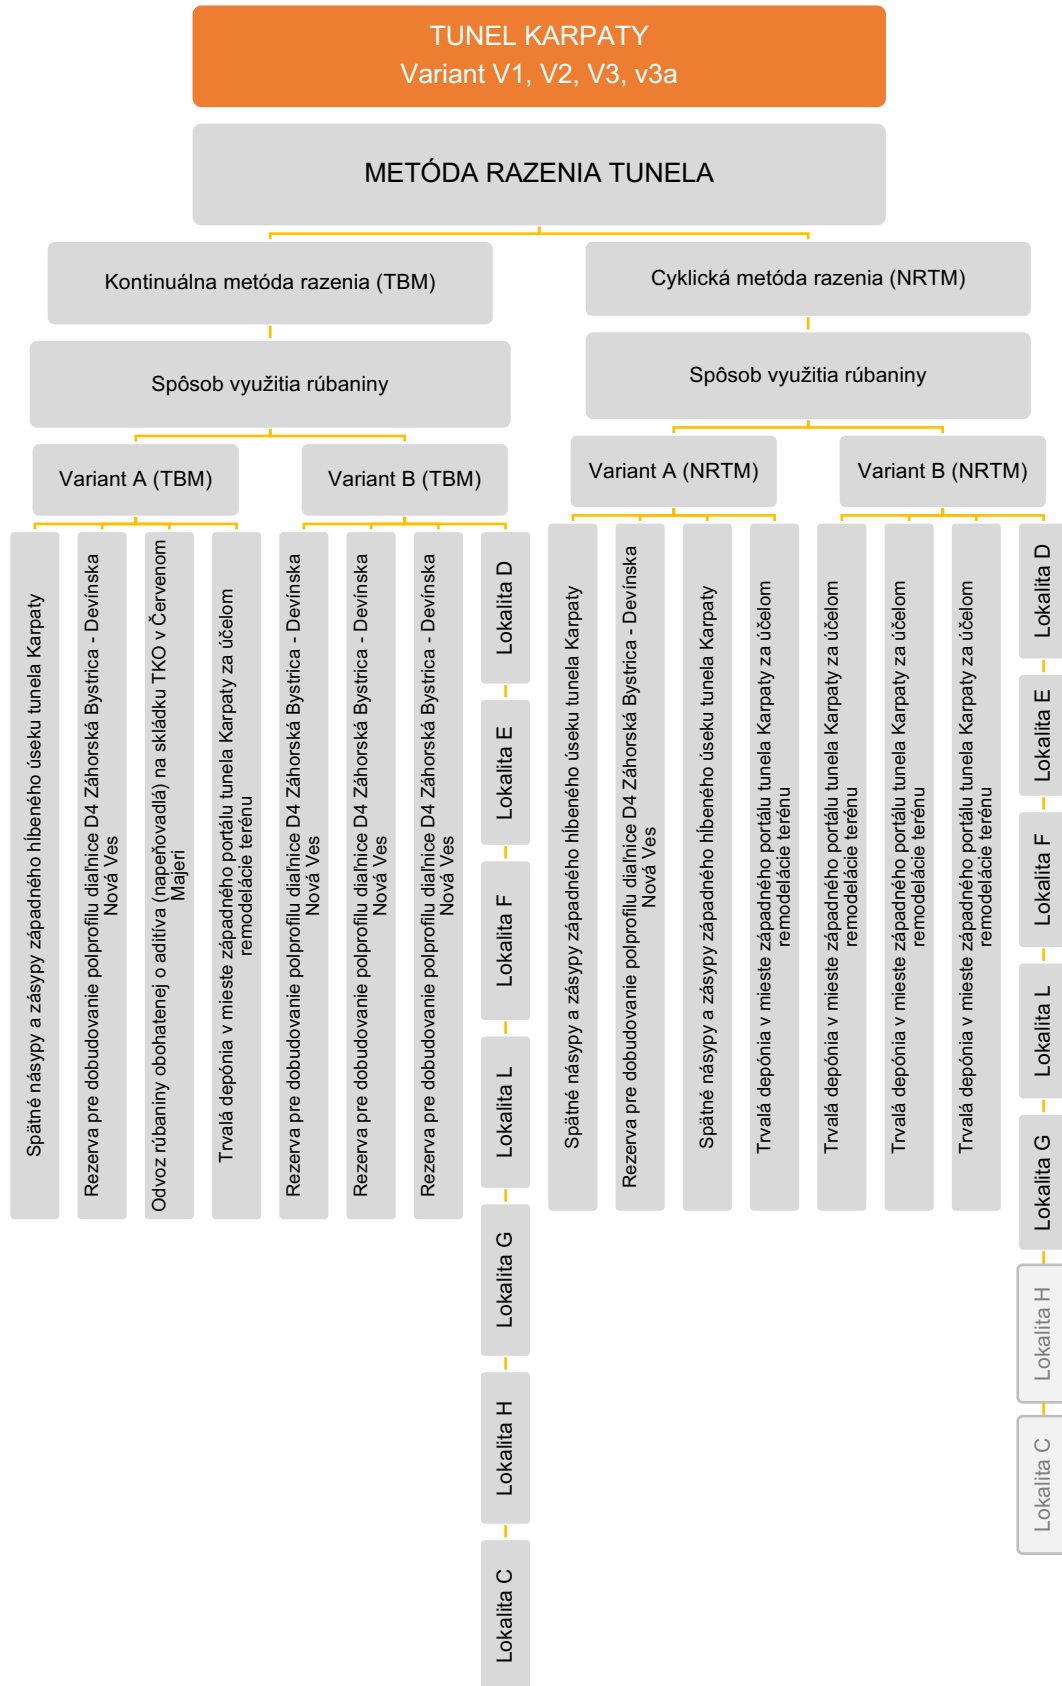 TUNEL KARPATY
Variant V1, V2, V3, v3a
METÓDA RAZENIA TUNELA
Kontinuálna metóda razenia (TBM)
Spôsob využitia rúbaniny
Variant A (TBM)
Spätné násypy a zásypy západného hĺbeného úseku tunela Karpaty
Rezerva pre dobudovanie polprofilu diaľnice D4 Záhorská Bystrica - Devínska
Nová Ves
Odvoz rúbaniny obohatenej o aditíva (napeňovadlá) na skládku TKO v Červenom
Majeri
Trvalá depónia v mieste západného portálu tunela Karpaty za účelom
remodelácie terénu
Variant B (TBM)
Rezerva pre dobudovanie polprofilu diaľnice D4 Záhorská Bystrica - Devínska
Nová Ves
Rezerva pre dobudovanie polprofilu diaľnice D4 Záhorská Bystrica - Devínska
Nová Ves
Rezerva pre dobudovanie polprofilu diaľnice D4 Záhorská Bystrica - Devínska
Nová Ves
Lokalita D
Lokalita E
Lokalita F
Lokalita L
Lokalita G
Lokalita H
Lokalita C
Cyklická metóda razenia (NRTM)
Spôsob využitia rúbaniny
Variant A (NRTM)
Spätné násypy a zásypy západného hĺbeného úseku tunela Karpaty
Rezerva pre dobudovanie polprofilu diaľnice D4 Záhorská Bystrica - Devínska
Nová Ves
Spätné násypy a zásypy západného hĺbeného úseku tunela Karpaty
Trvalá depónia v mieste západného portálu tunela Karpaty za účelom
remodelácie terénu
Variant B (NRTM)
Trvalá depónia v mieste západného portálu tunela Karpaty za účelom
remodelácie terénu
Trvalá depónia v mieste západného portálu tunela Karpaty za účelom
remodelácie terénu
Trvalá depónia v mieste západného portálu tunela Karpaty za účelom
remodelácie terénu
Lokalita D
Lokalita E
Lokalita F
Lokalita L
Lokalita G
Lokalita H
Lokalita C